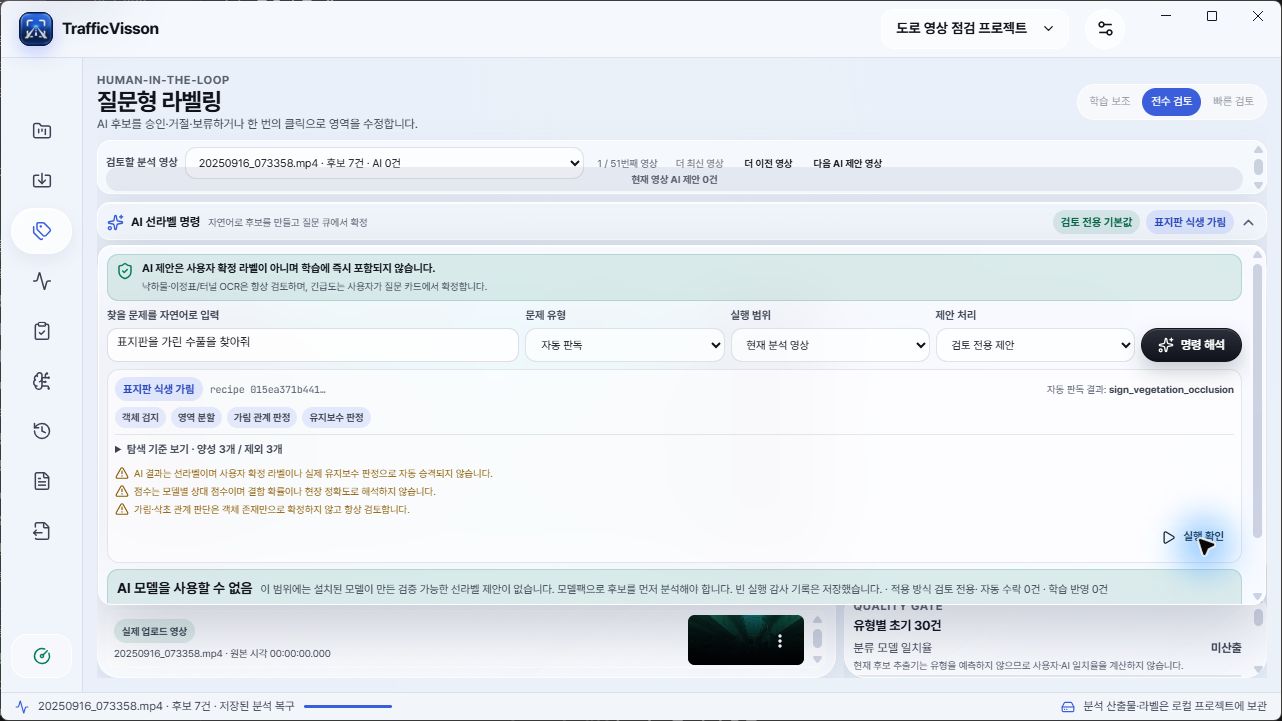 TrafficVisson
도로 영상 점검 프로젝트
HUMAN-IN-THE-LOOP
질문형 라벨링
AI 후보를 승인·거절·보류하거나 한 번의 클릭으로 영역을 수정합니다.
학습 보조 전수 검토 빠른 검토
검토할 분석 영상 20250916_073358.mp4 · 후보 7건 · AI 0건 1 / 51번째 영상 더 최신 영상 더 이전 영상 다음 AI 제안 영상
현재 영상 AI 제안 0건
AI 선라벨 명령 자연어로 후보를 만들고 질문 큐에서 확정 검토 전용 기본값 표지판 식생 가림
AI 제안은 사용자 확정 라벨이 아니며 학습에 즉시 포함되지 않습니다.
낙하물·이정표/터널 OCR은 항상 검토하며, 긴급도는 사용자가 질문 카드에서 확정합니다.
찾을 문제를 자연어로 입력 문제 유형 실행 범위 제안 처리
표지판을 가린 수풀을 찾아줘 자동 판독 현재 분석 영상 검토 전용 제안 명령 해석
표지판 식생 가림 recipe 015ea371b441… 자동 판독 결과: sign_vegetation_occlusion
객체 검지 영역 분할 가림 관계 판정 유지보수 판정
▶ 탐색 기준 보기 · 양성 3개 / 제외 3개
AI 결과는 선라벨이며 사용자 확정 라벨이나 실제 유지보수 판정으로 자동 승격되지 않습니다.
점수는 모델별 상대 점수이며 결함 확률이나 현장 정확도로 해석하지 않습니다.
가림·삭초 관계 판단은 객체 존재만으로 확정하지 않고 항상 검토합니다.
실행 확인
AI 모델을 사용할 수 없음 이 범위에는 설치된 모델이 만든 검증 가능한 선라벨 제안이 없습니다. 모델팩으로 후보를 먼저 분석해야 합니다. 빈 실행 감사 기록은 저장했습니다. · 적용 방식 검토 전용· 자동 수락 0건 · 학습 반영 0건
실제 업로드 영상
20250916_073358.mp4 · 원본 시각 00:00:00.000
QUALITY GATE
유형별 초기 30건
분류 모델 일치율 미산출
현재 후보 추출기는 유형을 예측하지 않으므로 사용자·AI 일치율을 계산하지 않습니다.
20250916_073358.mp4 · 후보 7건 · 저장된 분석 복구
분석 산출물·라벨은 로컬 프로젝트에 보관